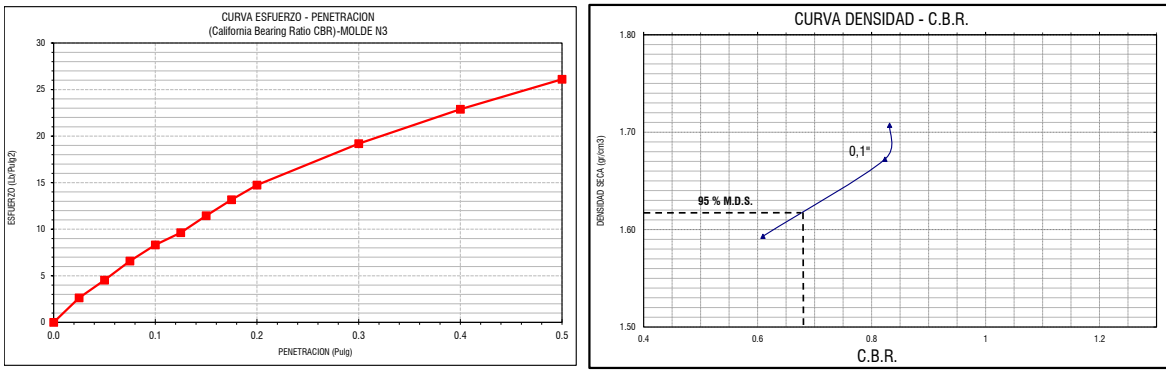 CURVA ESFUERZO - PENETRACION
(California Bearing Ratio CBR)-MOLDE N3
30
25
20
15
10
5
0
ESFUERZO (Lb/Pulg2)
0.0 0.1 0.2 0.3 0.4 0.5
PENETRACION (Pulg)
CURVA DENSIDAD - C.B.R.
1.80
1.70
1.60
1.50
DENSIDAD SECA (gr/cm3)
0,1"
95 % M.D.S.
0.4 0.6 0.8 1 1.2
C.B.R.